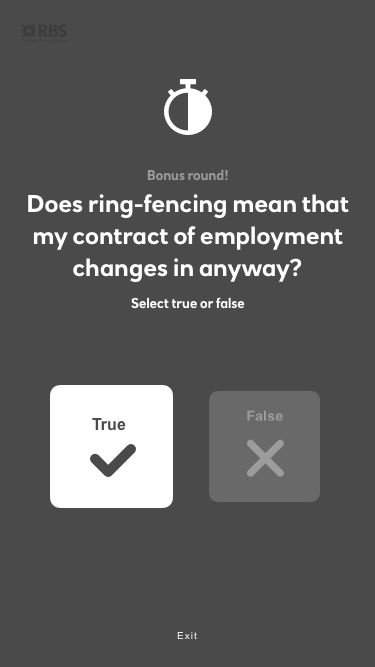 RBS
Bonus round!
Does ring-fencing mean that
my contract of employment
changes in anyway?
Select true or false
True
False
Exit